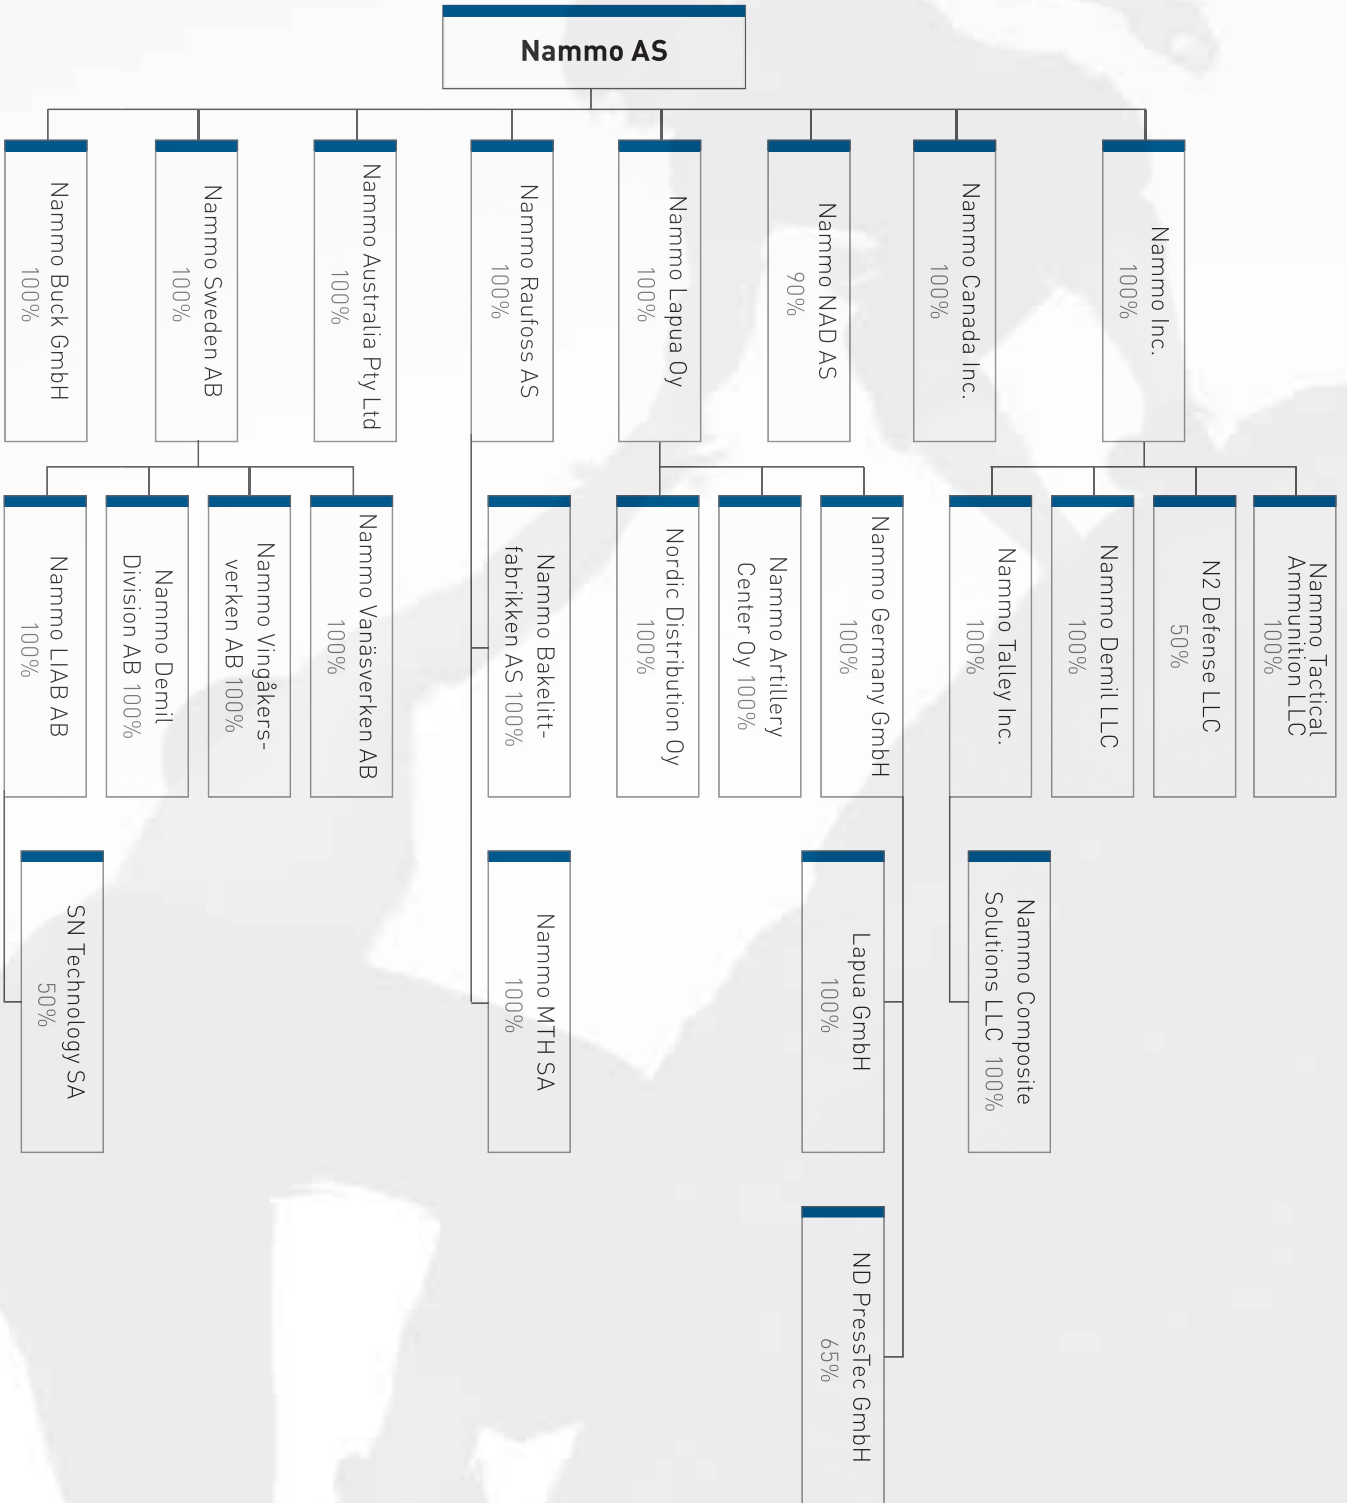 Nammo AS
Nammo Buck GmbH
100%
Nammo Sweden AB
100%
Nammo Australia Pty Ltd
100%
Nammo Raufoss AS
100%
Nammo Lapua Oy
100%
Nammo NAD AS
90%
Nammo Canada Inc.
100%
Nammo Inc.
100%
Nammo LIAB AB
100%
Nammo Demil
Division AB 100%
Nammo Vingåkers-
verken AB 100%
Nammo Vanäsverken AB
100%
Nammo Bakelitt-
fabrikken AS 100%
Nordic Distribution Oy
100%
Nammo Artillery
Center Oy 100%
Nammo Germany GmbH
100%
Nammo Talley Inc.
100%
Nammo Demil LLC
100%
N2 Defense LLC
50%
Nammo Tactical
Ammunition LLC
100%
SN Technology SA
50%
Nammo MTH SA
100%
Lapua GmbH
100%
Nammo Composite
Solutions LLC 100%
ND PressTec GmbH
65%